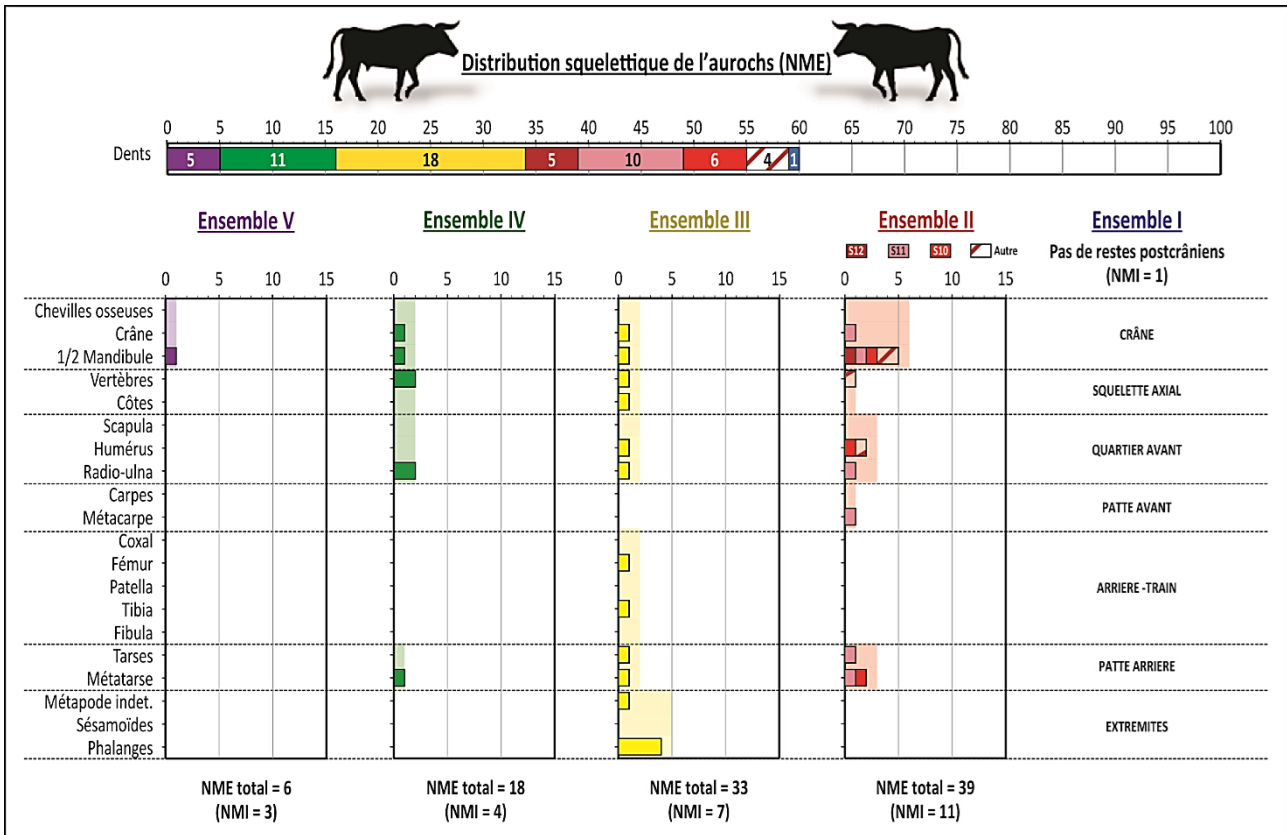 Distribution squelettique de l'aurochs (NME)
0 5 10 15 20 25 30 35 40 45 50 55 60 65 70 75 80 85 90 95 100
Dents 5 11 18 5 10 6 4 1
Ensemble V Ensemble IV Ensemble III Ensemble II Ensemble I
S12 S11 S10 Autre
Pas de restes postcrâniens
(NMI = 1)
0 5 10 15 0 5 10 15 0 5 10 15 0 5 10 15
Chevilles osseuses
Crâne CRÂNE
1/2 Mandibule
Vertèbres
SQUELETTE AXIAL
Côtes
Scapula
Humérus QUARTIER AVANT
Radio-ulna
Carpes
PATTE AVANT
Métacarpe
Coxal
Fémur
Patella ARRIERE -TRAIN
Tibia
Fibula
Tarses
PATTE ARRIERE
Métatarse
Métapode indet.
Sésamoïdes EXTREMITES
Phalanges
NME total = 6 NME total = 18 NME total = 33 NME total = 39
(NMI = 3) (NMI = 4) (NMI = 7) (NMI = 11)